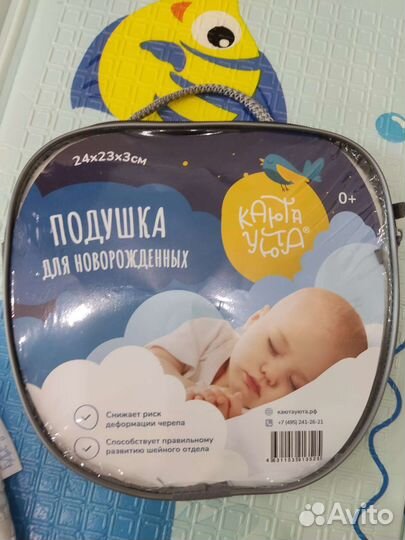 24x23x3см
КАЮТА
УЮТА®
0+
ПОДУШКА
ДЛЯ НОВОРОЖДЕННЫХ
Снижает риск
деформации черепа
Способствует правильному
развитию шейного отдела
каютауюта.рф
+7 (495) 241-26-21
Avito